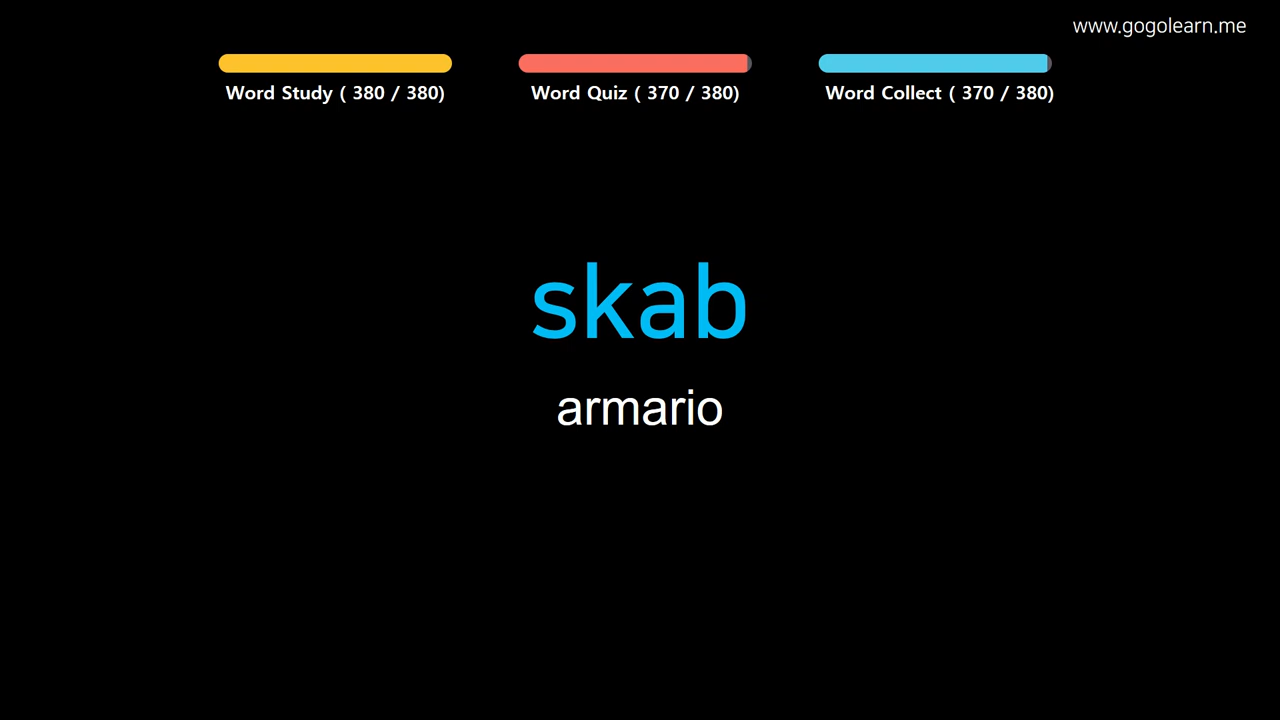 www.gogolearn.me
Word Study ( 380 / 380)
Word Quiz ( 370 / 380)
Word Collect ( 370 / 380)
skab
armario